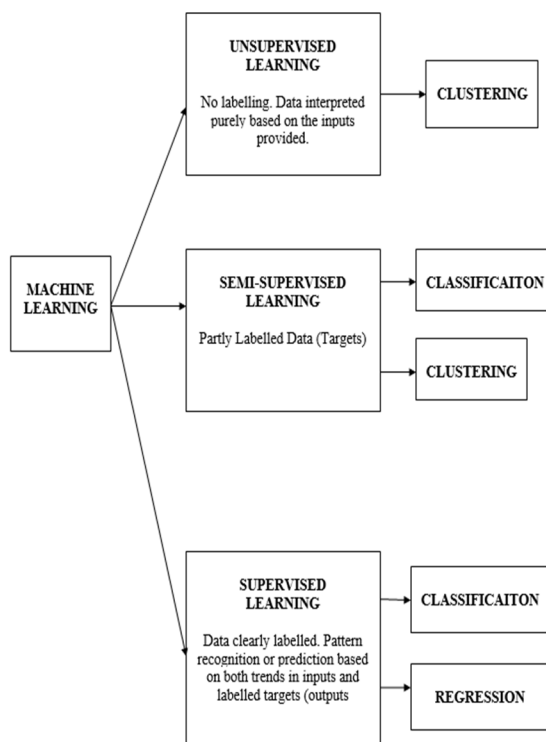 UNSUPERVISED
LEARNING
No labelling. Data interpreted
purely based on the inputs
provided.
CLUSTERING
MACHINE
LEARNING
SEMI-SUPERVISED
LEARNING
Partly Labelled Data (Targets)
CLASSIFICAITON
CLUSTERING
SUPERVISED
LEARNING
Data clearly labelled. Pattern
recognition or prediction based
on both trends in inputs and
labelled targets (outputs
CLASSIFICAITON
REGRESSION